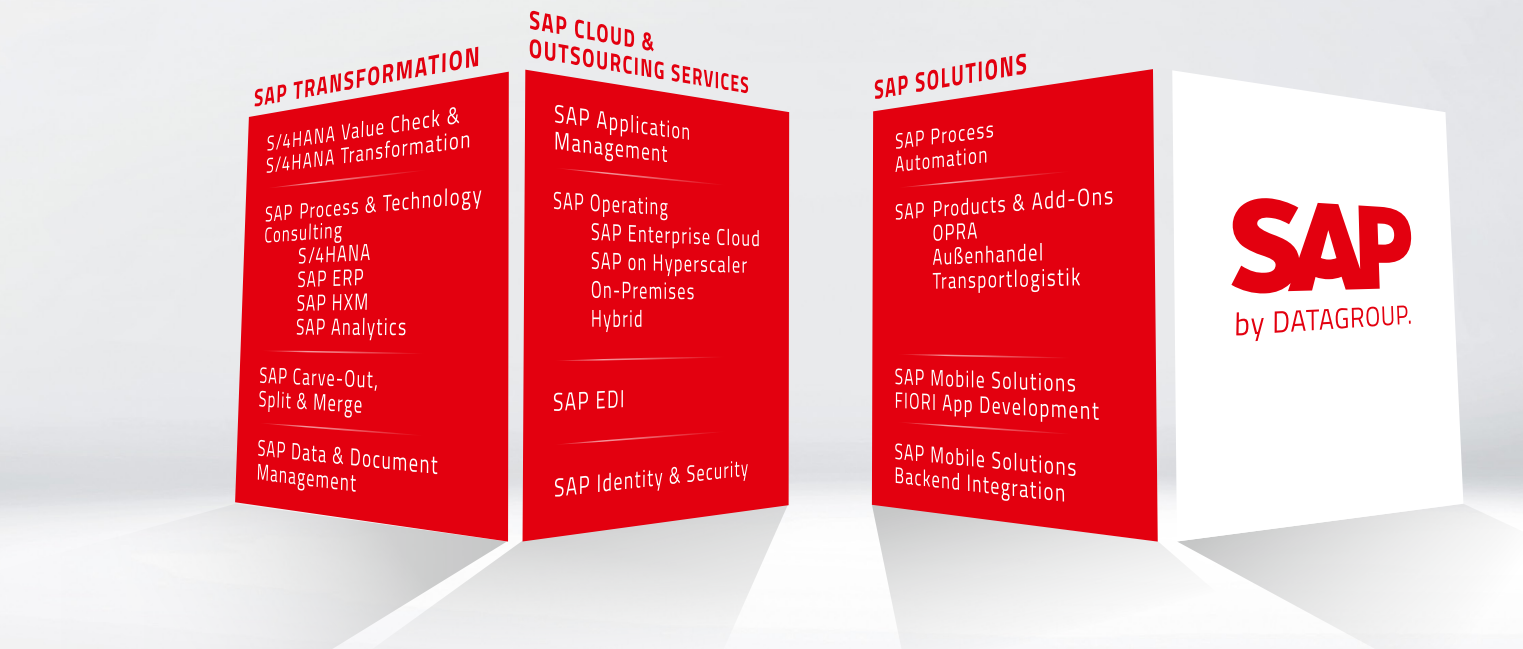 SAP TRANSFORMATION
S/4HANA Value Check &
S/4HANA Transformation
SAP Process & Technology
Consulting
S/4HANA
SAP ERP
SAP HXM
SAP Analytics
SAP Carve-Out,
Split & Merge
SAP Data & Document
Management
SAP CLOUD &
OUTSOURCING SERVICES
SAP Application
Management
SAP Operating
SAP Enterprise Cloud
SAP on Hyperscaler
On-Premises
Hybrid
SAP EDI
SAP Identity & Security
SAP SOLUTIONS
SAP Process
Automation
SAP Products & Add-Ons
OPRA
Außenhandel
Transportlogistik
SAP Mobile Solutions
FIORI App Development
SAP Mobile Solutions
Backend Integration
SAP
by DATAGROUP.